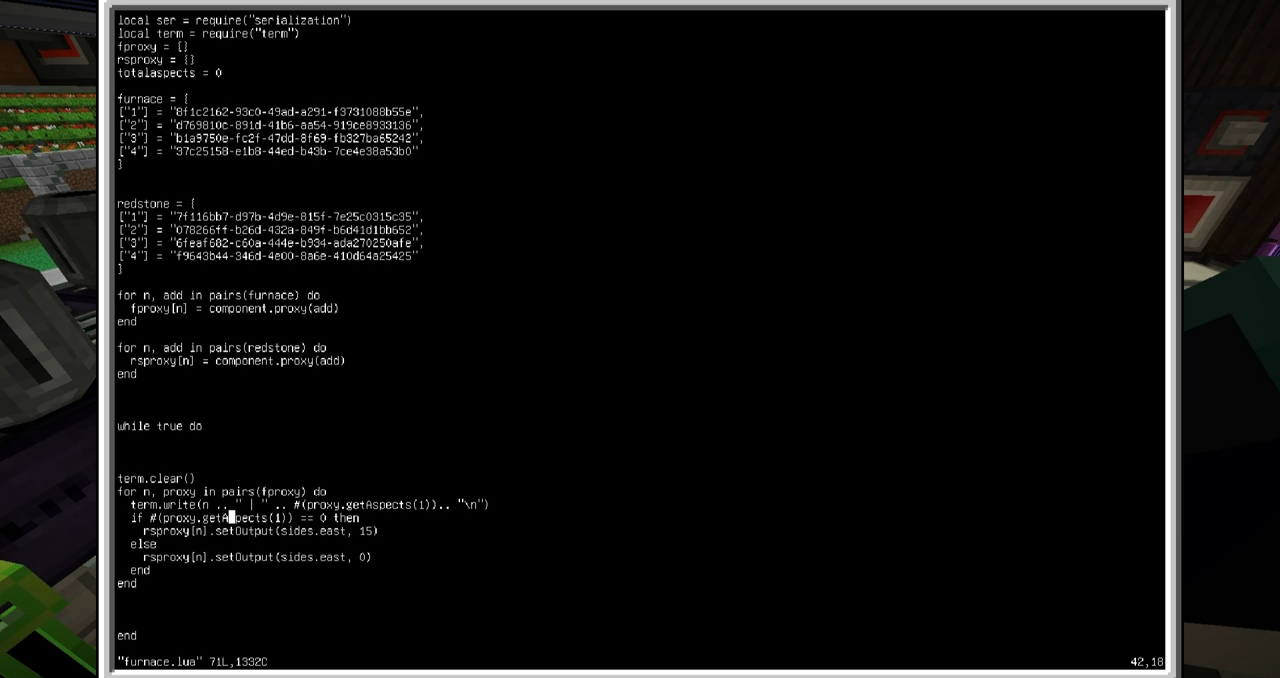 local ser = require("serialization")
local term = require("term")
fproxy = {}
rsproxy = {}
totalaspects = 0
furnace = {
["1"] = "8f1c2162-93c0-49ad-a291-f3731088b55e",
["2"] = "d769810c-891d-41b6-aa54-919ce8933136",
["3"] = "b1a9750e-fc2f-47dd-8f69-fb327ba65242",
["4"] = "37c25158-e1b8-44ed-b43b-7ce4e38a53b0"
}
redstone = {
["1"] = "7f116bb7-d97b-4d9e-815f-7e25c0315c35",
["2"] = "078266ff-b26d-432a-849f-b6d41d1bb652",
["3"] = "6feaf682-c60a-444e-b934-ada270250afe",
["4"] = "f9643b44-346d-4e00-8a6e-410d64a25425"
}
for n, add in pairs(furnace) do
fproxy[n] = component.proxy(add)
end
for n, add in pairs(redstone) do
rsproxy[n] = component.proxy(add)
end
while true do
term.clear()
for n, proxy in pairs(fproxy) do
term.write(n .. " | " .. #(proxy.getAspects(1)).. "\n")
if #(proxy.getAspects(1)) == 0 then
rsproxy[n].setOutput(sides.east, 15)
else
rsproxy[n].setOutput(sides.east, 0)
end
end
end
"furnace.lua" 71L,1332C
42,18